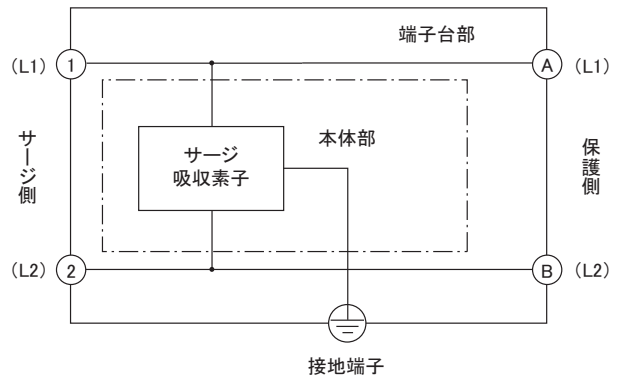 端子台部
(L1)
1
A
(L1)
本体部
サージ側
サージ
吸収素子
保護側
(L2)
2
B
(L2)
接地端子